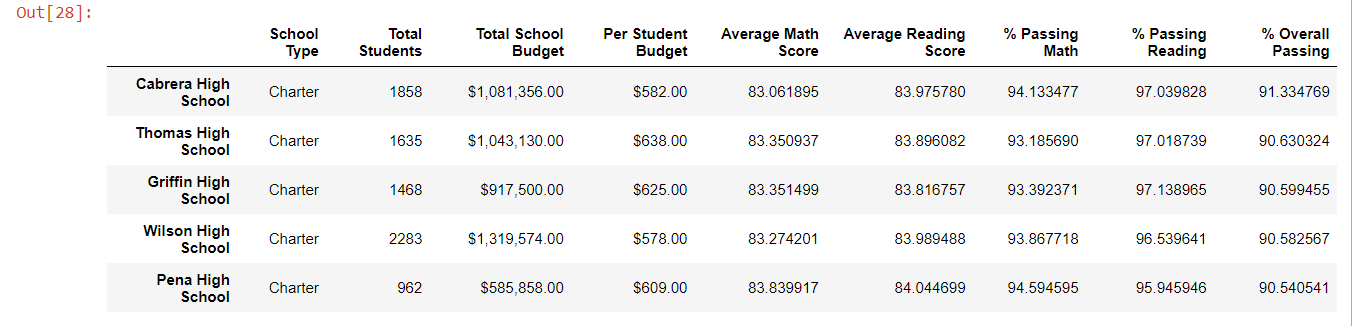 Out[28]:
School Type Total Students Total School Budget Per Student Budget Average Math Score Average Reading Score % Passing Math % Passing Reading % Overall Passing
Cabrera High School Charter 1858 $1,081,356.00 $582.00 83.061895 83.975780 94.133477 97.039828 91.334769
Thomas High School Charter 1635 $1,043,130.00 $638.00 83.350937 83.896082 93.185690 97.018739 90.630324
Griffin High School Charter 1468 $917,500.00 $625.00 83.351499 83.816757 93.392371 97.138965 90.599455
Wilson High School Charter 2283 $1,319,574.00 $578.00 83.274201 83.989488 93.867718 96.539641 90.582567
Pena High School Charter 962 $585,858.00 $609.00 83.839917 84.044699 94.594595 95.945946 90.540541